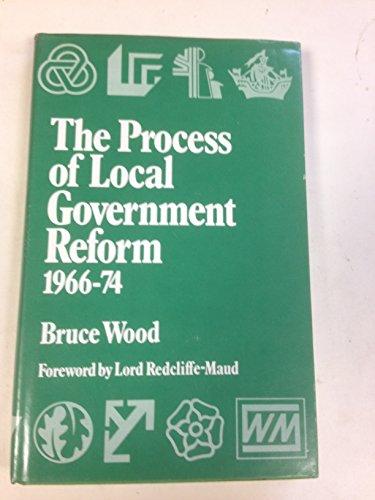 The Process
of Local
Government
Reform
1966-74
Bruce Wood
Foreword by Lord Redcliffe-Maud
WM